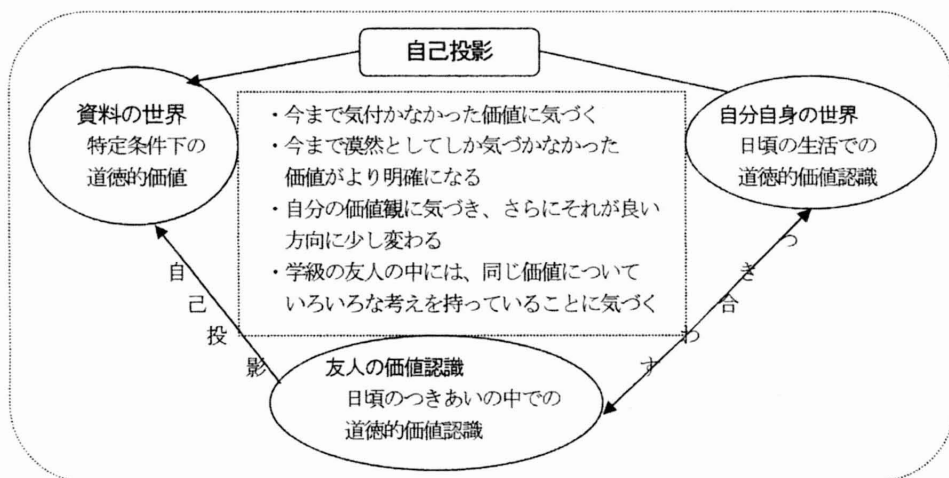 自己投影
資料の世界
特定条件下の
道徳的価値
・今まで気付かなかった価値に気づく
・今まで漠然としてしか気づかなかった
価値がより明確になる
・自分の価値観に気づき、さらにそれが良い
方向に少し変わる
・学級の友人の中には、同じ価値について
いろいろな考えを持っていることに気づく
自分自身の世界
日頃の生活での
道徳的価値認識
自己投影
つき合わす
友人の価値認識
日頃のつきあいの中での
道徳的価値認識